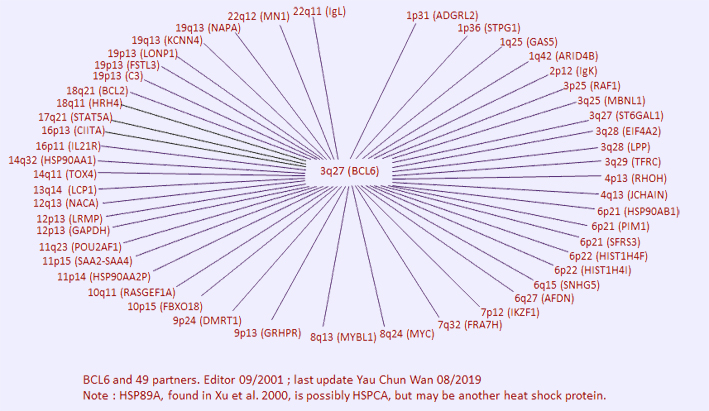 22q11 (IgL)
22q12 (MN1)
19q13 (NAPA)
19q13 (KCNN4)
19p13 (LONP1)
19p13 (FSTL3)
19p13 (C3)
18q21 (BCL2)
18q11 (HRH4)
17q21 (STAT5A)
16p13 (CIITA)
16p11 (IL21R)
14q32 (HSP90AA1)
14q11 (TOX4)
13q14 (LCP1)
12q13 (NACA)
12p13 (LRMP)
12p13 (GAPDH)
11q23 (POU2AF1)
11p15 (SAA2-SAA4)
11p14 (HSP90AA2P)
10q11 (RASGEF1A)
10p15 (FBXO18)
9p24 (DMRT1)
9p13 (GRHPR)
8q13 (MYBL1)
3q27 (BCL6)
1p31 (ADGRL2)
1p36 (STPG1)
1q25 (GAS5)
1q42 (ARID4B)
2p12 (IgK)
3p25 (RAF1)
3q25 (MBNL1)
3q27 (ST6GAL1)
3q28 (EIF4A2)
3q28 (LPP)
3q29 (TFRC)
4p13 (RHOH)
4q13 (JCHAIN)
6p21 (HSP90AB1)
6p21 (PIM1)
6p21 (SFRS3)
6p22 (HIST1H4F)
6p22 (HIST1H4I)
6q15 (SNHG5)
6q27 (AFDN)
7p12 (IKZF1)
7q32 (FRA7H)
8q24 (MYC)
BCL6 and 49 partners. Editor 09/2001 ; last update Yau Chun Wan 08/2019
Note : HSP89A, found in Xu et al. 2000, is possibly HSPCA, but may be another heat shock protein.